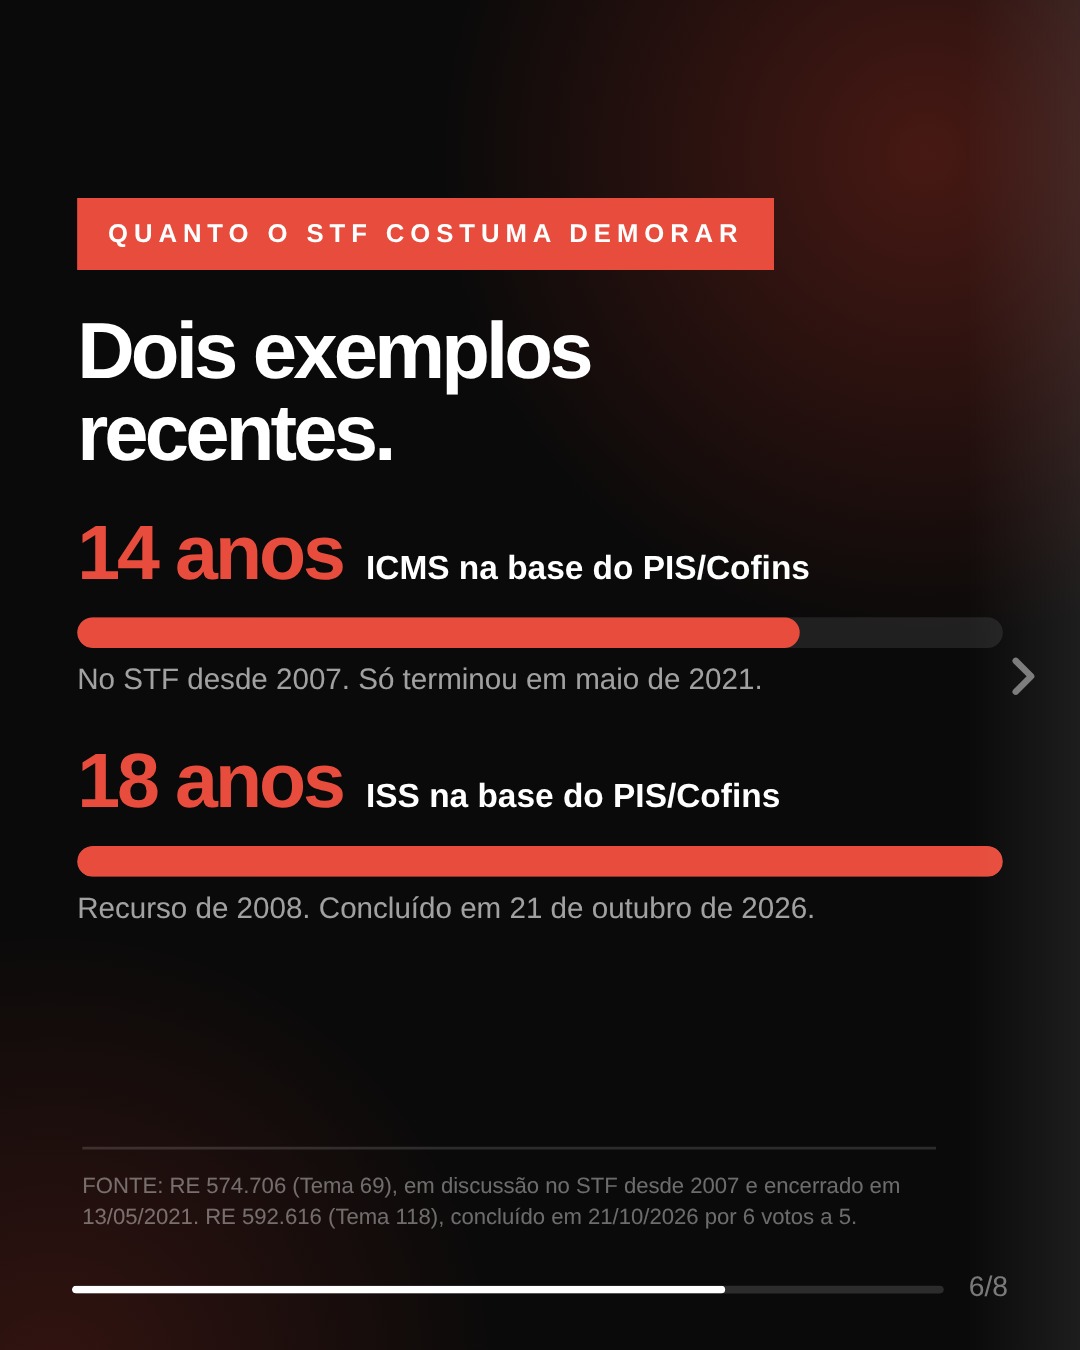 QUANTO O STF COSTUMA DEMORAR
Dois exemplos
recentes.
14 anos ICMS na base do PIS/Cofins
No STF desde 2007. Só terminou em maio de 2021.
18 anos ISS na base do PIS/Cofins
Recurso de 2008. Concluído em 21 de outubro de 2026.
FONTE: RE 574.706 (Tema 69), em discussão no STF desde 2007 e encerrado em
13/05/2021. RE 592.616 (Tema 118), concluído em 21/10/2026 por 6 votos a 5.
6/8